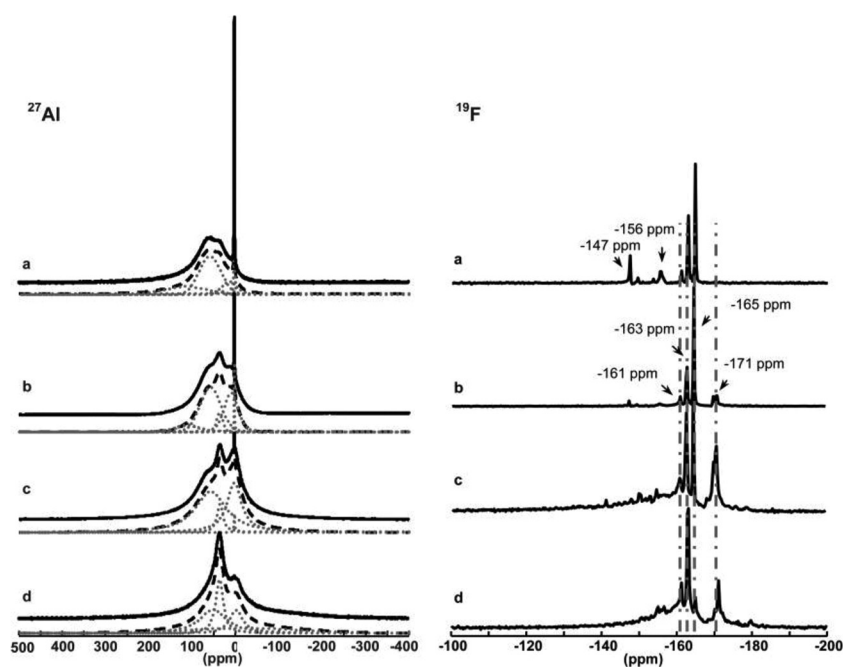 27Al
a
b
c
d
500 400 300 200 100 0 -100 -200 -300 -400
(ppm)
19F
-156 ppm
-147 ppm
a
-165 ppm
-163 ppm
-161 ppm
-171 ppm
b
c
d
-100 -120 -140 -160 -180 -200
(ppm)